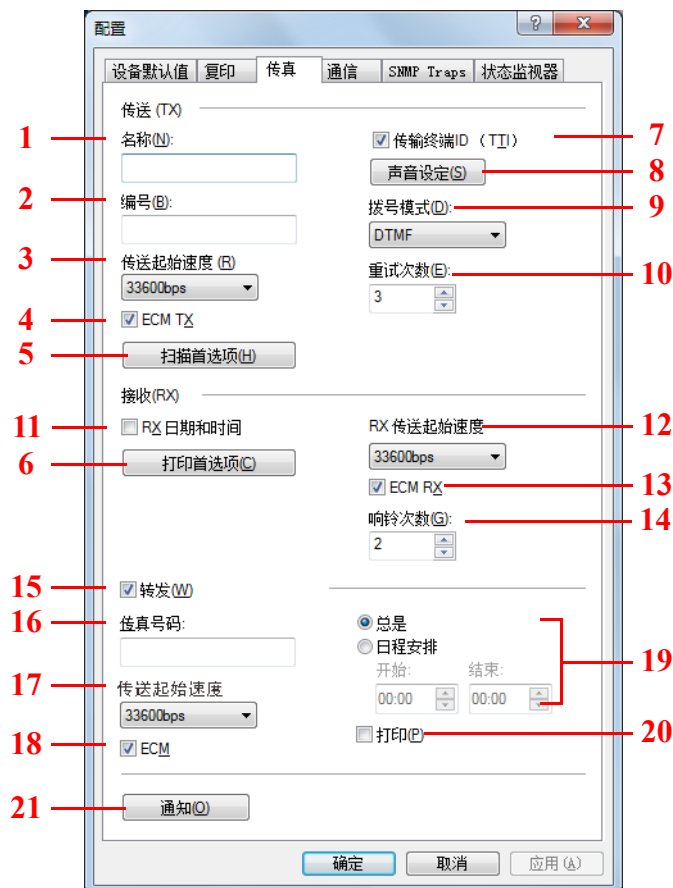 配置
?
设备默认值 复印 传真 通信 SNMP Traps 状态监视器
传送 (TX)
1 名称(N):
7 传输终端ID (TTI)
8 声音设定(S)
2 编号(B):
9 拨号模式(D):
DTMF
3 传送起始速度 (R)
33600bps
10 重试次数(E):
3
4 ECM TX
5 扫描首选项(H)
接收(RX)
11 RX 日期和时间
6 打印首选项(C)
12 RX 传送起始速度
33600bps
13 ECM RX
14 响铃次数(G):
2
15 转发(W)
16 传真号码:
17 传送起始速度
33600bps
18 ECM
总是
日程安排
19
开始: 结束:
00:00 00:00
20 打印(P)
21 通知(O)
确定 取消 应用 (A)